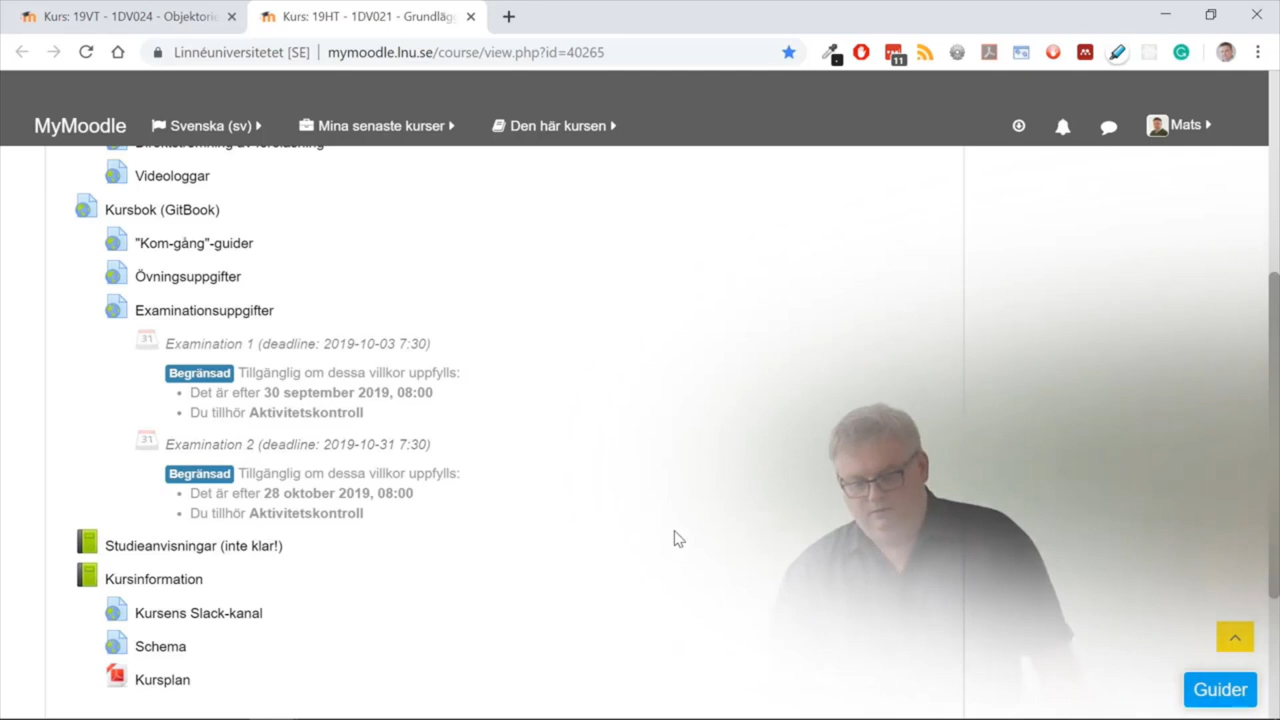 Kurs: 19VT - 1DV024 - Objektorie
Kurs: 19HT - 1DV021 - Grundläg
Linnéuniversitetet [SE]
mymoodle.lnu.se/course/view.php?id=40265
11
MyMoodle
Svenska (sv)
Mina senaste kurser
Den här kursen
Mats
Videologgar
Kursbok (GitBook)
"Kom-gång"-guider
Övningsuppgifter
Examinationsuppgifter
31
Examination 1 (deadline: 2019-10-03 7:30)
Begränsad Tillgänglig om dessa villkor uppfylls:
Det är efter 30 september 2019, 08:00
Du tillhör Aktivitetskontroll
31
Examination 2 (deadline: 2019-10-31 7:30)
Begränsad Tillgänglig om dessa villkor uppfylls:
Det är efter 28 oktober 2019, 08:00
Du tillhör Aktivitetskontroll
Studieanvisningar (inte klar!)
Kursinformation
Kursens Slack-kanal
Schema
Kursplan
Guider